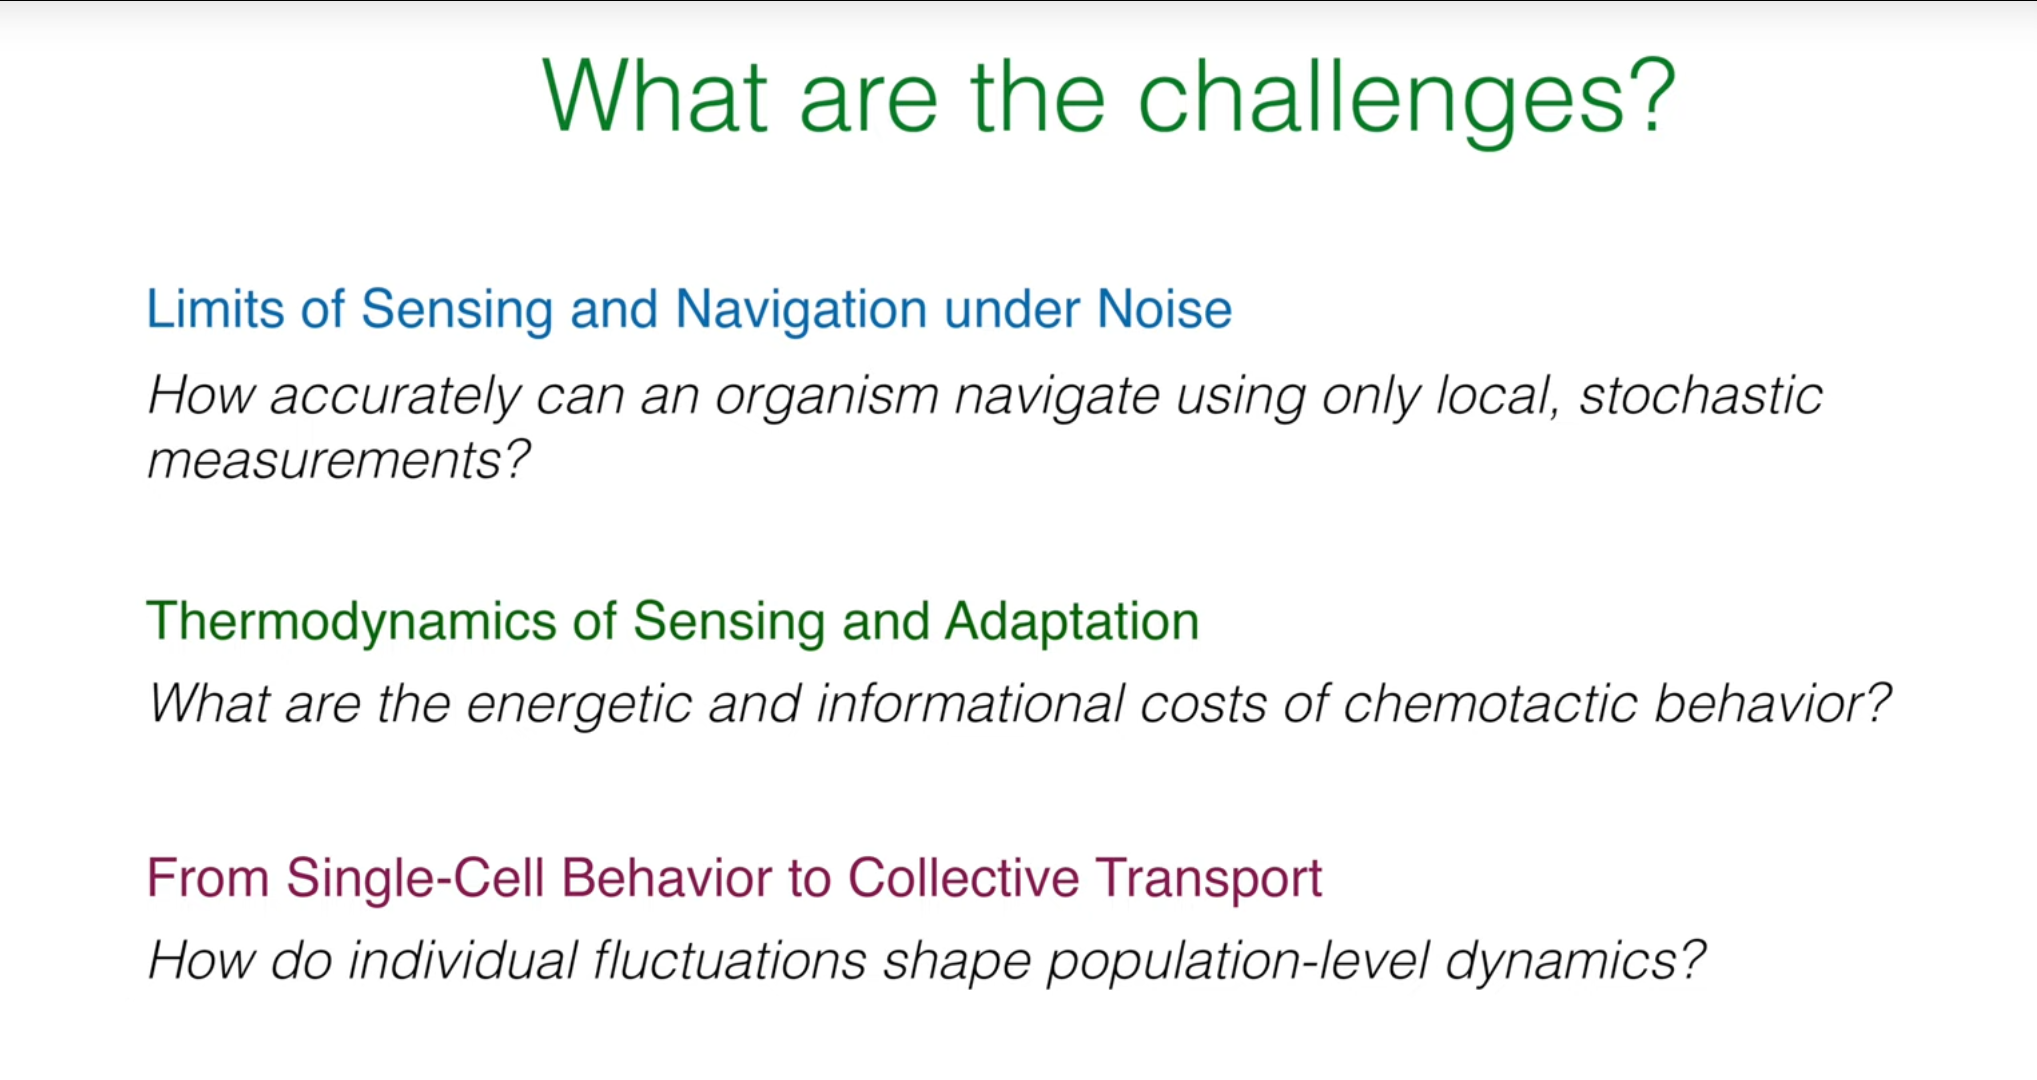 What are the challenges?
Limits of Sensing and Navigation under Noise
How accurately can an organism navigate using only local, stochastic
measurements?
Thermodynamics of Sensing and Adaptation
What are the energetic and informational costs of chemotactic behavior?
From Single-Cell Behavior to Collective Transport
How do individual fluctuations shape population-level dynamics?